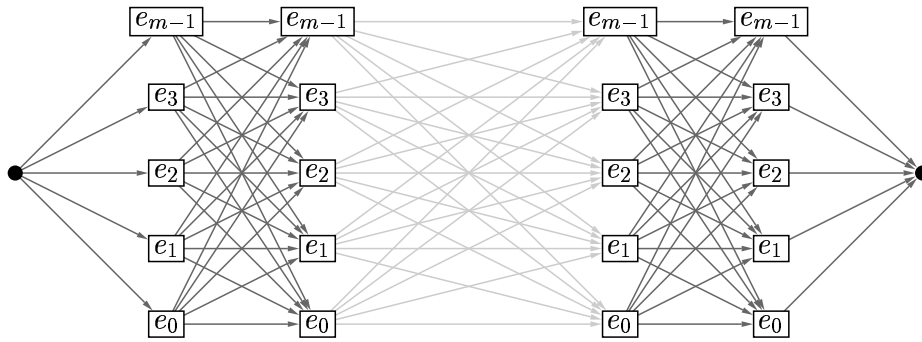 e_{m−1} e_{m−1} e_{m−1} e_{m−1}
e_3 e_3 e_3 e_3
e_2 e_2 e_2 e_2
e_1 e_1 e_1 e_1
e_0 e_0 e_0 e_0